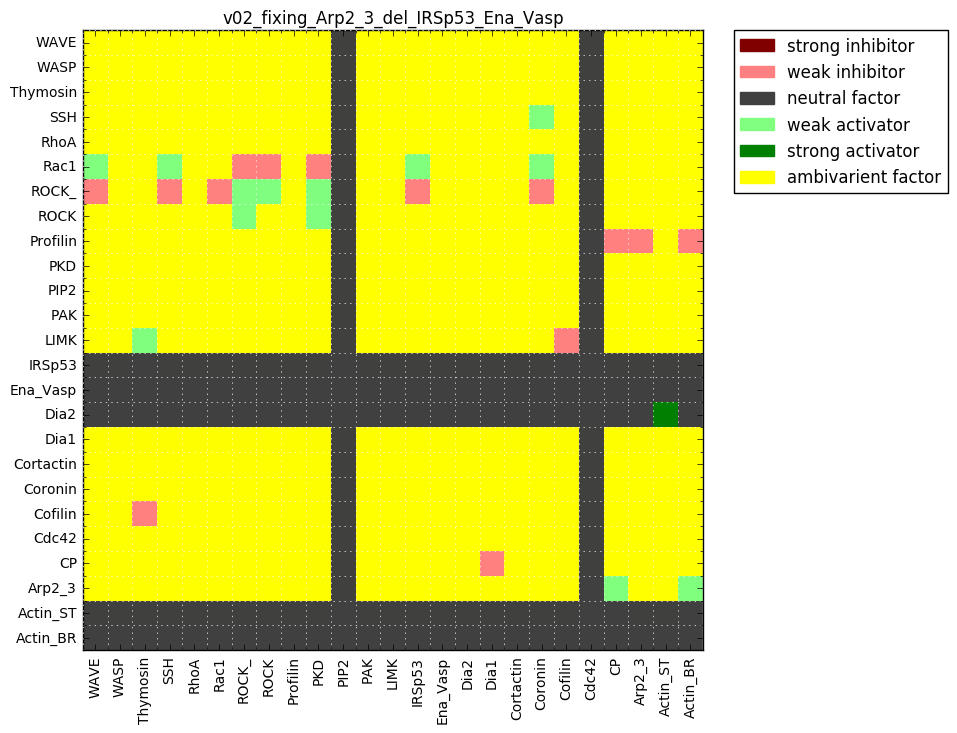 v02_fixing_Arp2_3_del_IRSp53_Ena_Vasp
WAVE
WASP
Thymosin
SSH
RhoA
Rac1
ROCK_
ROCK
Profilin
PKD
PIP2
PAK
LIMK
IRSp53
Ena_Vasp
Dia2
Dia1
Cortactin
Coronin
Cofilin
Cdc42
CP
Arp2_3
Actin_ST
Actin_BR
WAVE
WASP
Thymosin
SSH
RhoA
Rac1
ROCK_
ROCK
Profilin
PKD
PIP2
PAK
LIMK
IRSp53
Ena_Vasp
Dia2
Dia1
Cortactin
Coronin
Cofilin
Cdc42
CP
Arp2_3
Actin_ST
Actin_BR
strong inhibitor
weak inhibitor
neutral factor
weak activator
strong activator
ambivarient factor